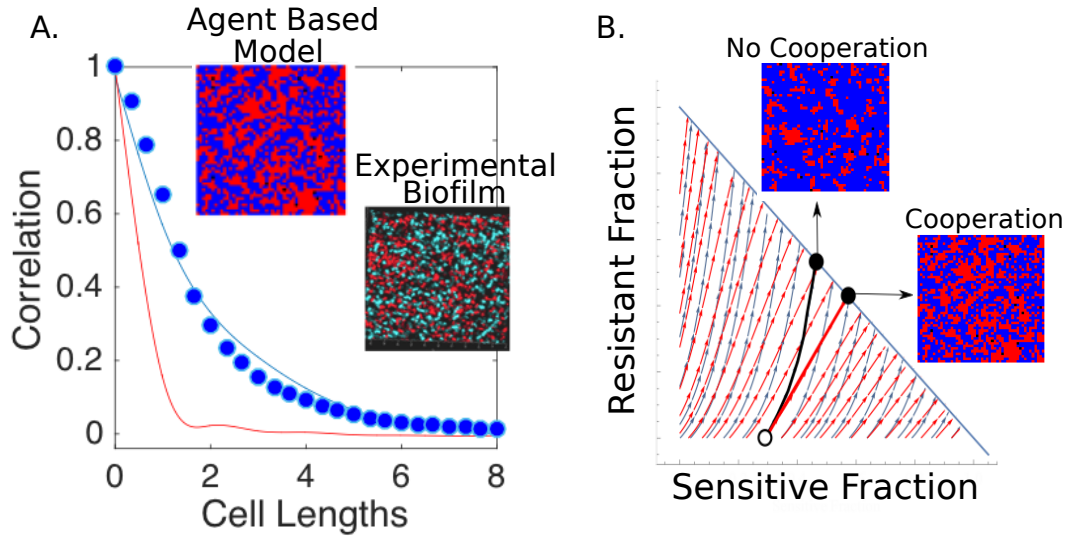 A.
Agent Based
Model
Experimental
Biofilm
1
0.8
0.6
0.4
0.2
0
0
2
4
6
8
Correlation
Cell Lengths
B.
No Cooperation
Cooperation
Resistant Fraction
Sensitive Fraction